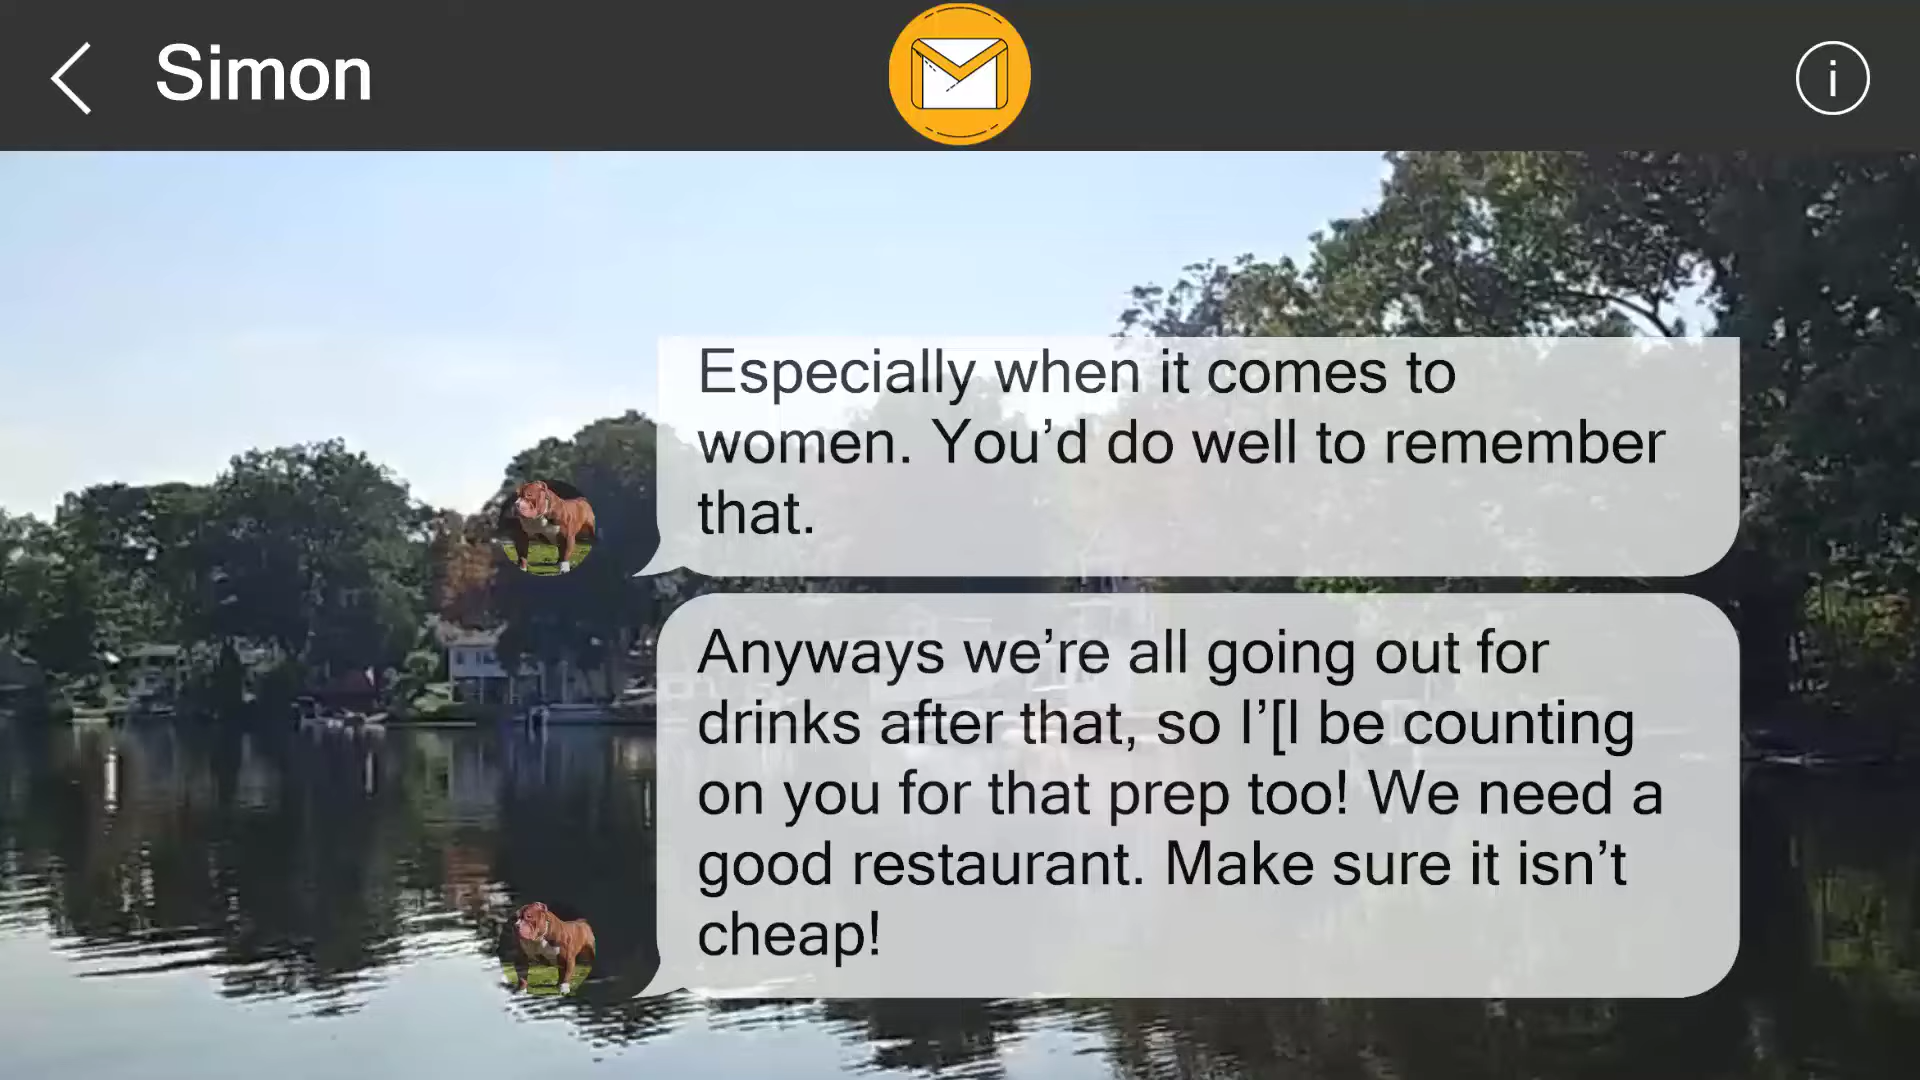 Simon
i
Especially when it comes to
women. You’d do well to remember
that.
Anyways we’re all going out for
drinks after that, so I’[l be counting
on you for that prep too! We need a
good restaurant. Make sure it isn’t
cheap!